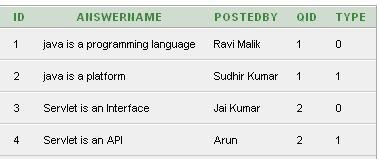 ID ANSWERNAME POSTEDBY QID TYPE
1 java is a programming language Ravi Malik 1 0
2 java is a platform Sudhir Kumar 1 1
3 Servlet is an Interface Jai Kumar 2 0
4 Servlet is an API Arun 2 1